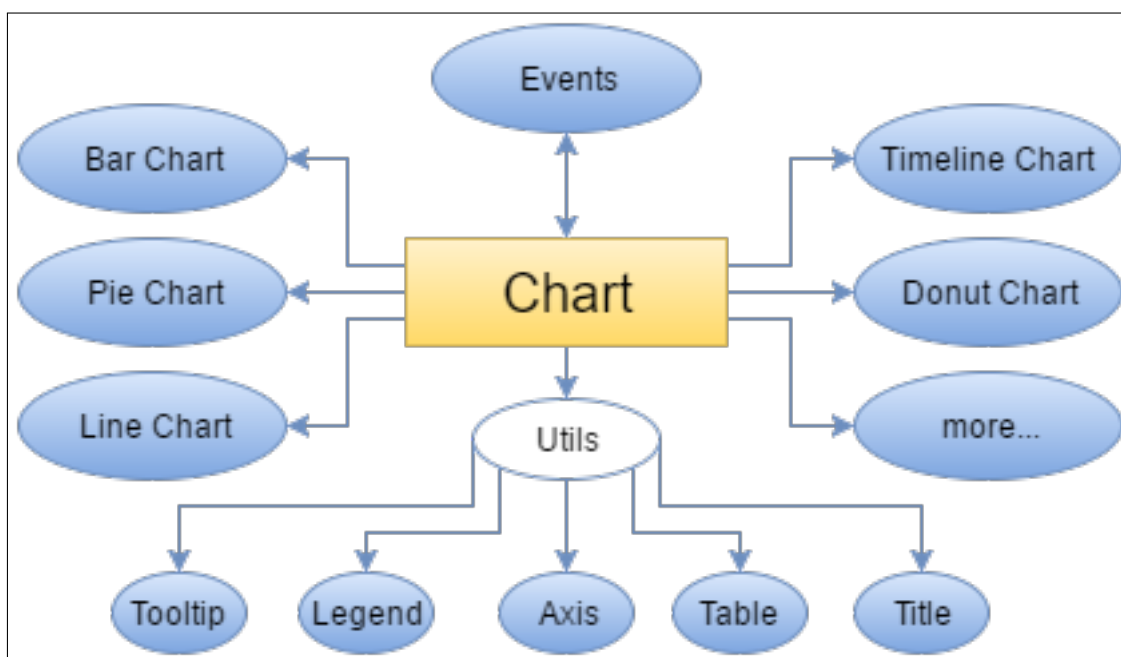 Events
Bar Chart
Timeline Chart
Chart
Pie Chart
Donut Chart
Line Chart
Utils
more...
Tooltip
Legend
Axis
Table
Title